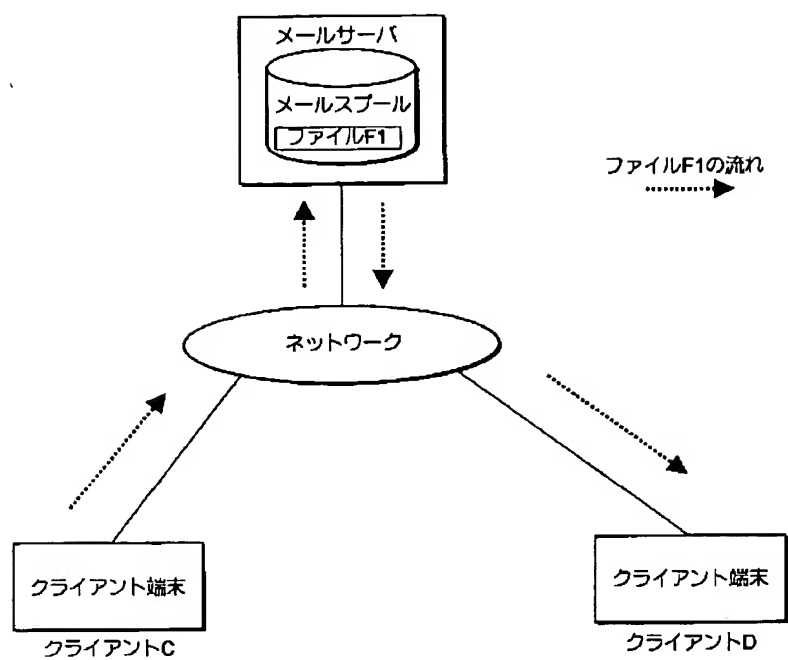 メールサーバ
メールスプール
ファイルF1
ファイルF1の流れ
ネットワーク
クライアント端末
クライアントC
クライアント端末
クライアントD